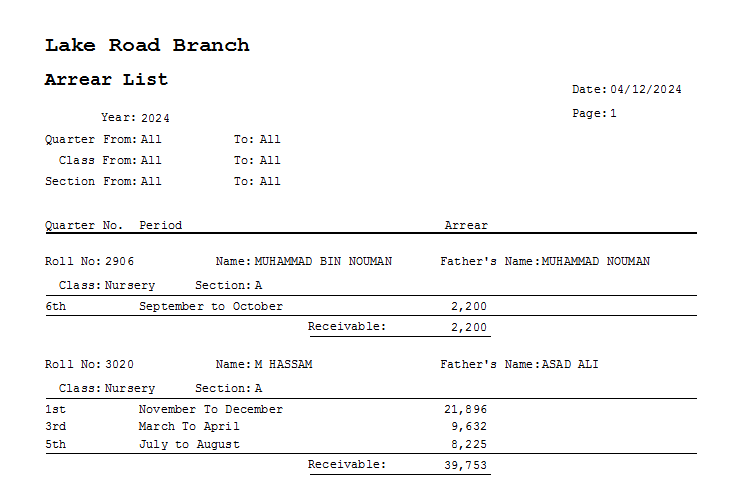 Lake Road Branch
Arrear List
Date: 04/12/2024
Page: 1
Year: 2024
Quarter From: All To: All
Class From: All To: All
Section From: All To: All
Quarter No. Period Arrear
Roll No: 2906 Name: MUHAMMAD BIN NOUMAN Father's Name: MUHAMMAD NOUMAN
Class: Nursery Section: A
6th September to October 2,200
Receivable: 2,200
Roll No: 3020 Name: M HASSAM Father's Name: ASAD ALI
Class: Nursery Section: A
1st November To December 21,896
3rd March To April 9,632
5th July to August 8,225
Receivable: 39,753